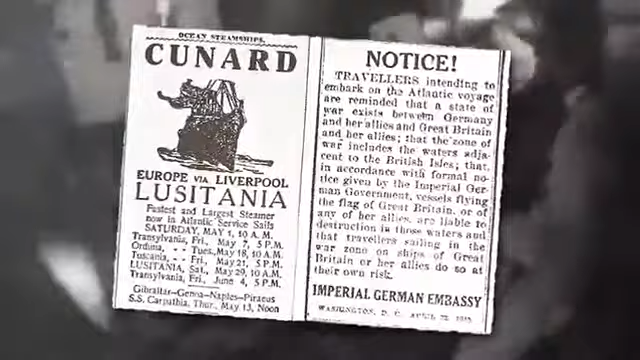 OCEAN STEAMSHIPS.
CUNARD
EUROPE VIA LIVERPOOL
LUSITANIA
Fastest and Largest Steamer
now in Atlantic Service Sails
SATURDAY, MAY 1, 10 A. M.
Transylvania, Fri., May 7, 5 P.M.
Orduna, - - Tues., May 18, 10 A.M.
Tuscania, - - Fri., May 21, 5 P.M.
LUSITANIA, Sat., May 29, 10 A.M.
Transylvania, Fri., June 4, 5 P.M.
Gibraltar—Genoa—Naples—Piraeus
S.S. Carpathia, Thur., May 13, Noon
NOTICE!
TRAVELLERS intending to
embark on the Atlantic voyage
are reminded that a state of
war exists between Germany
and her allies and Great Britain
and her allies; that the zone of
war includes the waters adja-
cent to the British Isles; that,
in accordance with formal no-
tice given by the Imperial Ger-
man Government, vessels flying
the flag of Great Britain, or of
any of her allies, are liable to
destruction in those waters and
that travellers sailing in the
war zone on ships of Great
Britain or her allies do so at
their own risk.
IMPERIAL GERMAN EMBASSY
WASHINGTON, D. C. APRIL 22, 1915.